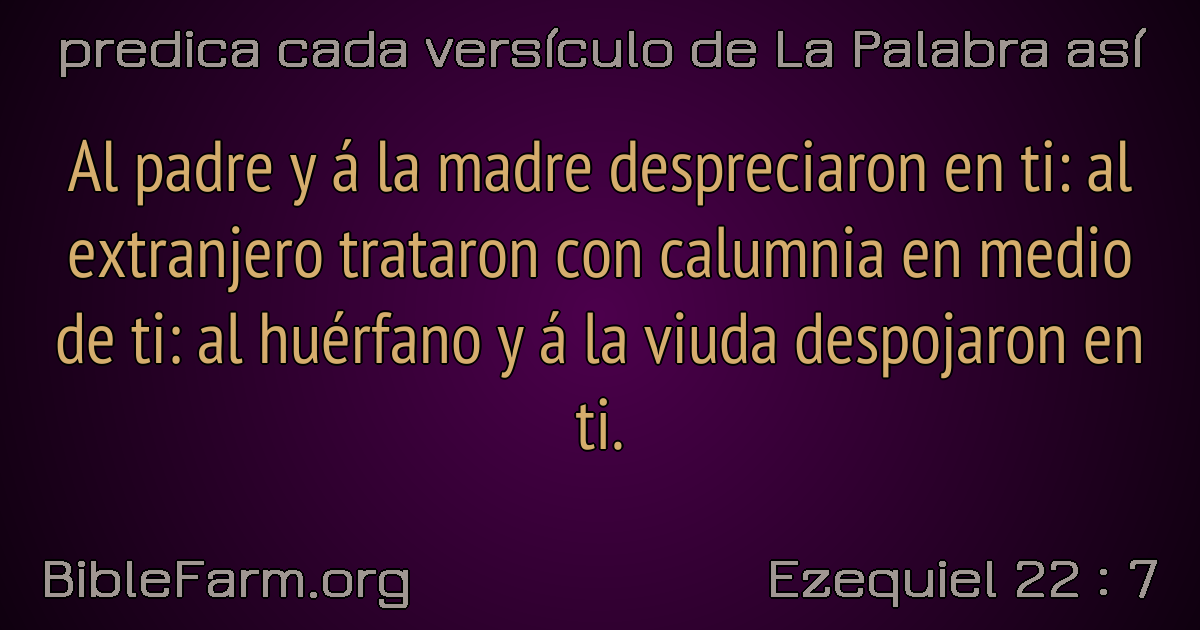 predica cada versículo de La Palabra así
Al padre y á la madre despreciaron en ti: al
extranjero trataron con calumnia en medio
de ti: al huérfano y á la viuda despojaron en
ti.
BibleFarm.org
Ezequiel 22 : 7